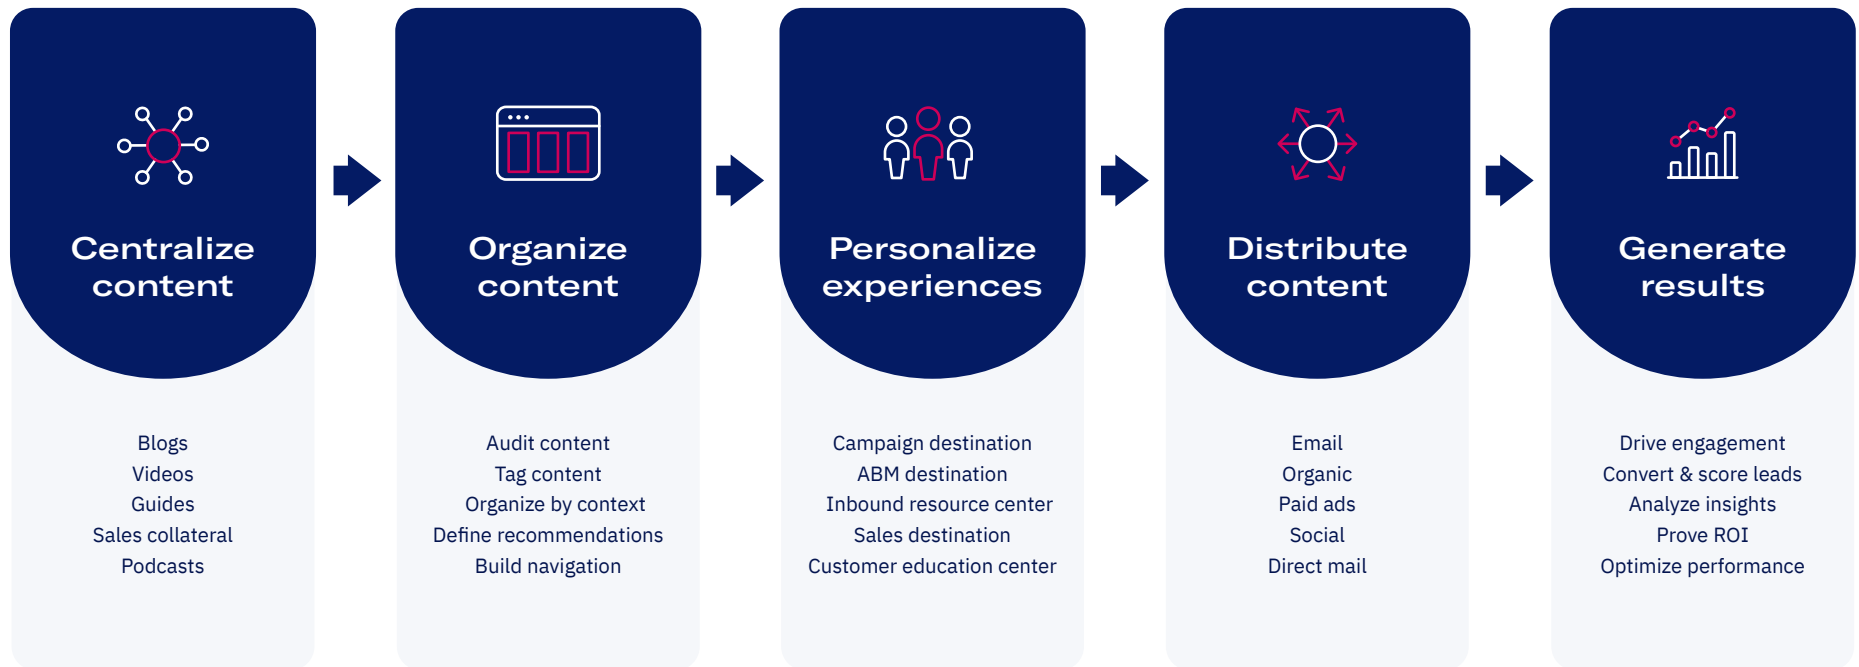 Centralize
content
Blogs
Videos
Guides
Sales collateral
Podcasts
Organize
content
Audit content
Tag content
Organize by context
Define recommendations
Build navigation
Personalize
experiences
Campaign destination
ABM destination
Inbound resource center
Sales destination
Customer education center
Distribute
content
Email
Organic
Paid ads
Social
Direct mail
Generate
results
Drive engagement
Convert & score leads
Analyze insights
Prove ROI
Optimize performance